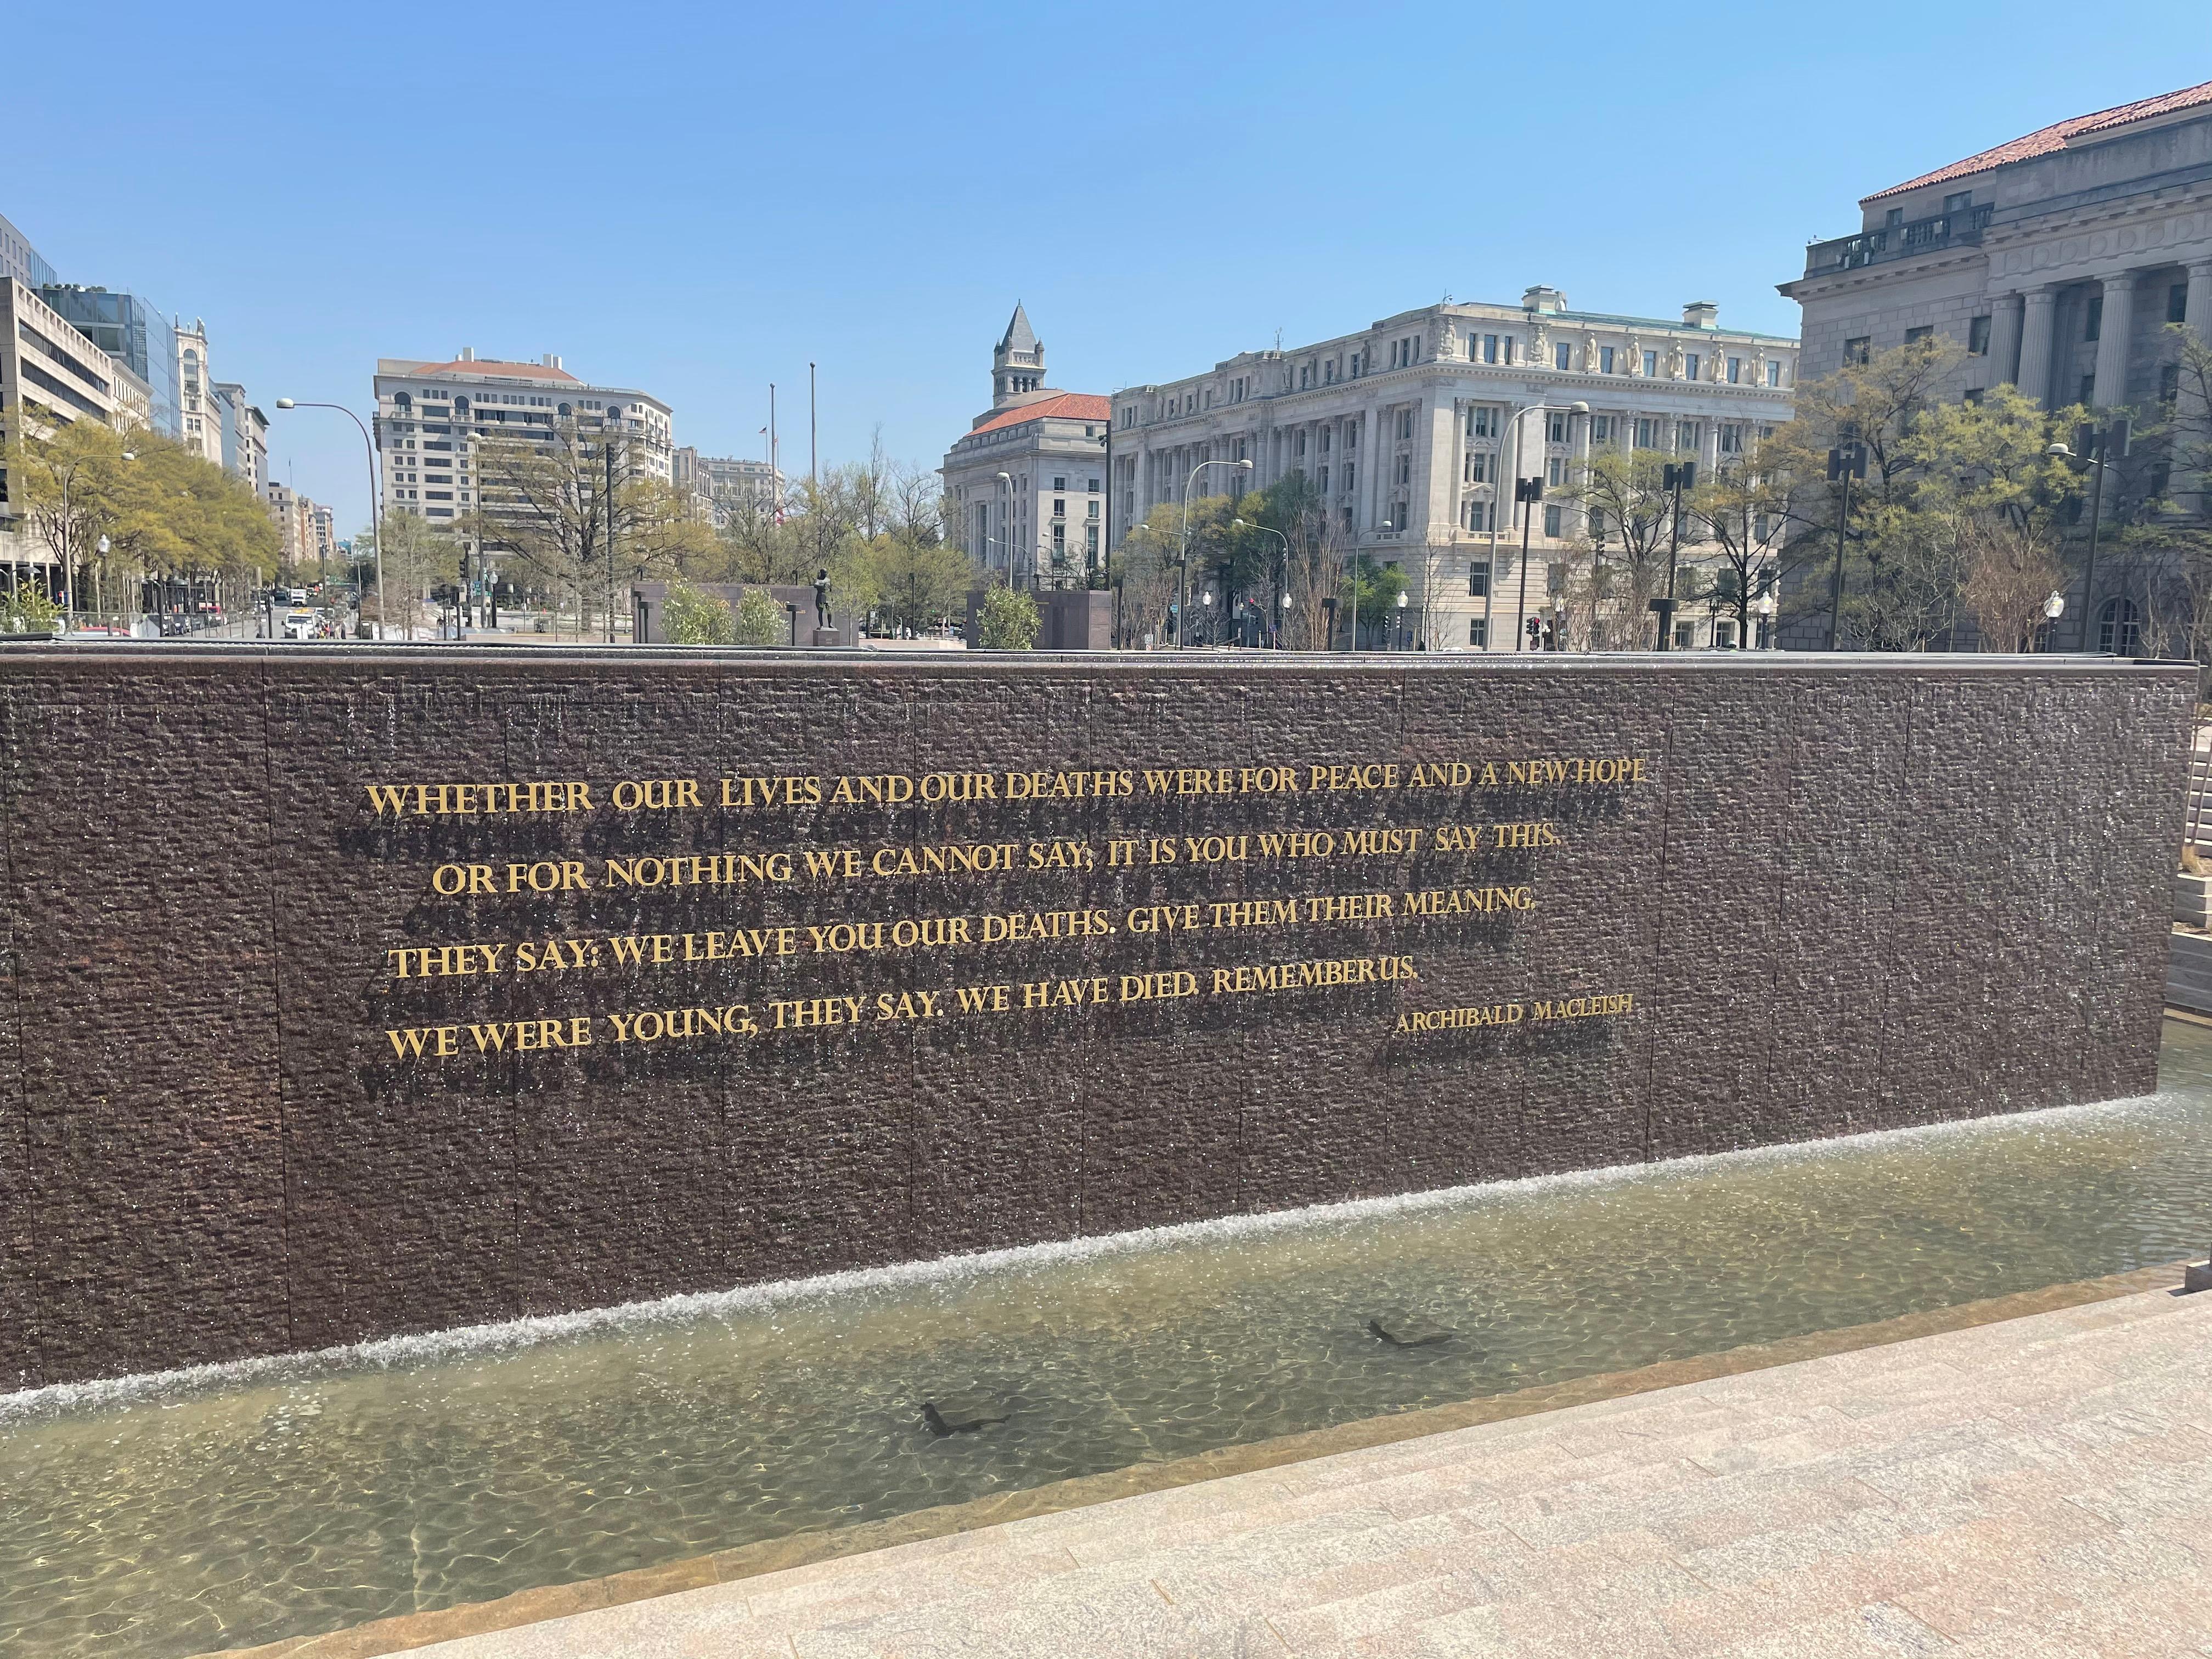 WHETHER OUR LIVES AND OUR DEATHS WERE FOR PEACE AND A NEW HOPE
OR FOR NOTHING WE CANNOT SAY; IT IS YOU WHO MUST SAY THIS.
THEY SAY: WE LEAVE YOU OUR DEATHS. GIVE THEM THEIR MEANING.
WE WERE YOUNG, THEY SAY. WE HAVE DIED. REMEMBER US.
ARCHIBALD MACLEISH